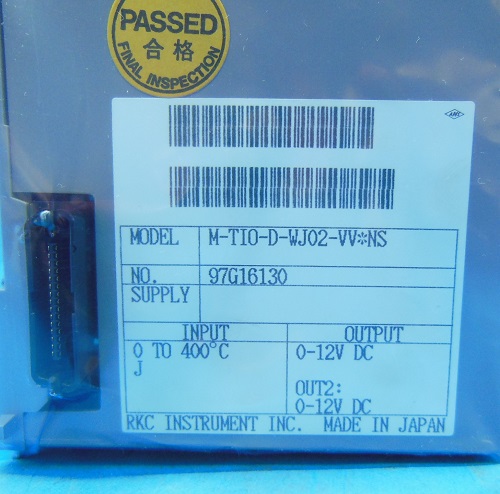 PASSED
合格
FINAL INSPECTION
MODEL M-TIO-D-WJ02-VV*NS
NO. 97G16130
SUPPLY
INPUT OUTPUT
0 TO 400°C 0-12V DC
J
OUT2:
0-12V DC
RKC INSTRUMENT INC. MADE IN JAPAN